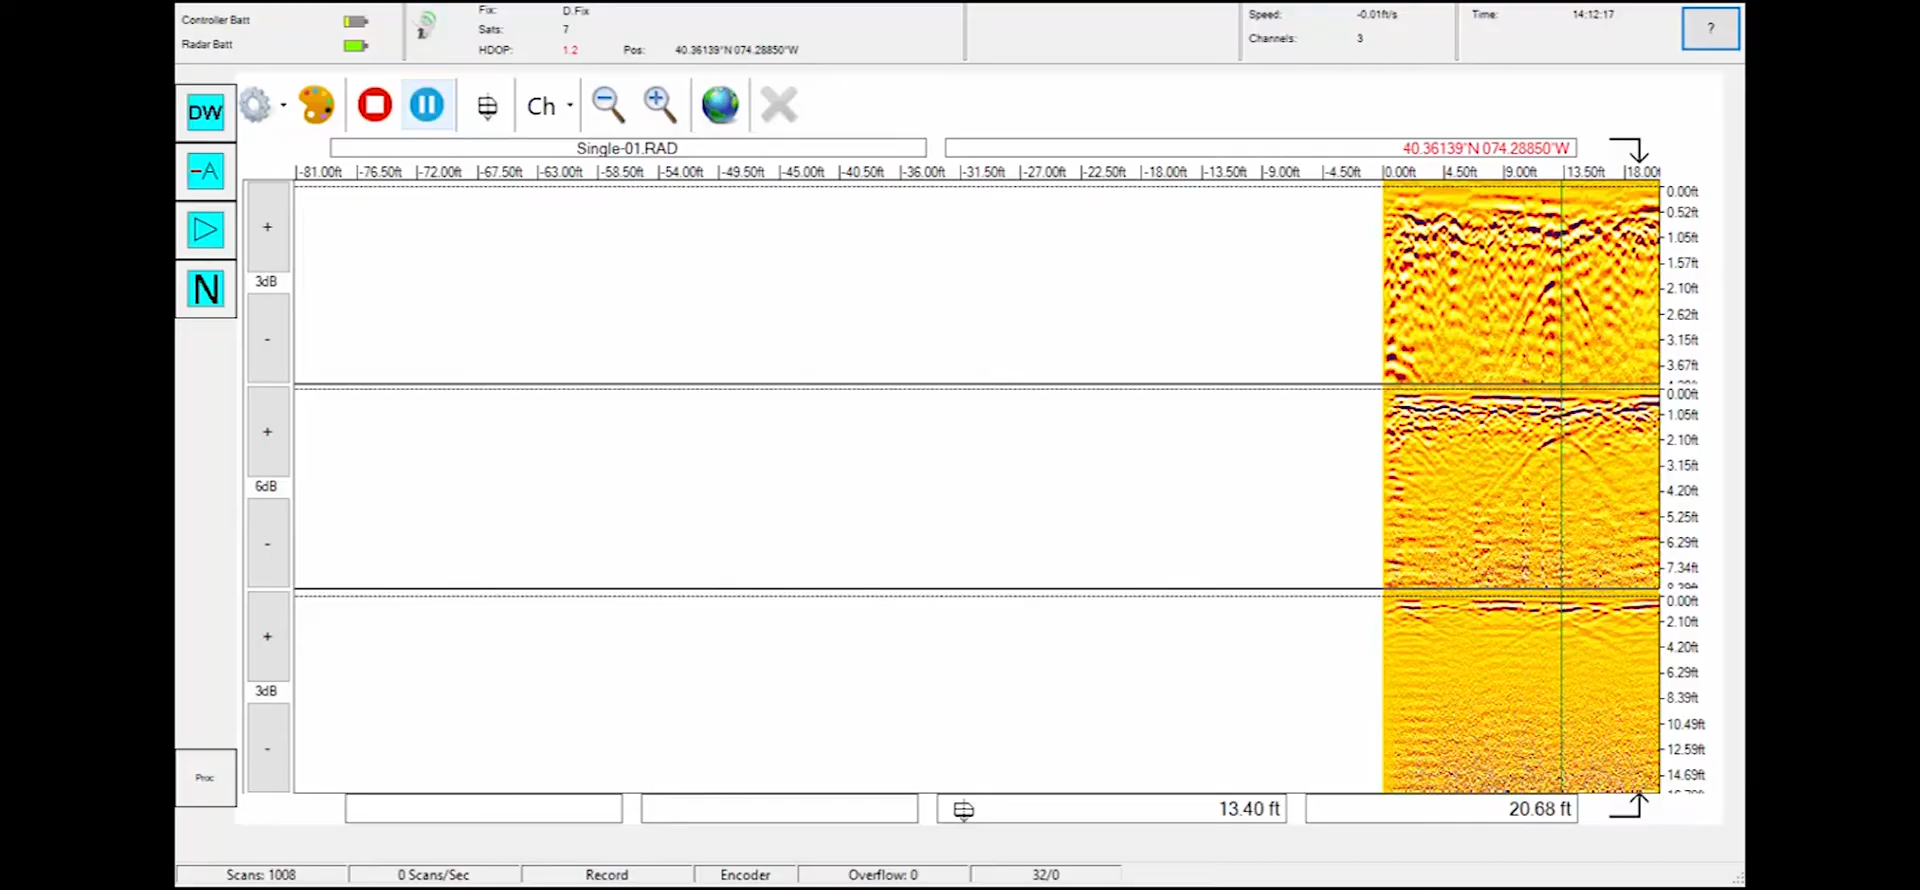 Controller Batt
Radar Batt
Fix: D.Fix
Sats: 7
HDOP: 1.2 Pos: 40.36139°N 074.28850°W
Speed: -0.01ft/s
Channels: 3
Time: 14:12:17
?
DW
-A
N
Proc
Ch
Single-01.RAD
40.36139°N 074.28850°W
-81.00ft -76.50ft -72.00ft -67.50ft -63.00ft -58.50ft -54.00ft -49.50ft -45.00ft -40.50ft -36.00ft -31.50ft -27.00ft -22.50ft -18.00ft -13.50ft -9.00ft -4.50ft 0.00ft 4.50ft 9.00ft 13.50ft 18.00f
+
3dB
-
0.00ft
0.52ft
1.05ft
1.57ft
2.10ft
2.62ft
3.15ft
3.67ft
+
6dB
-
0.00ft
1.05ft
2.10ft
3.15ft
4.20ft
5.25ft
6.29ft
7.34ft
+
3dB
-
0.00ft
2.10ft
4.20ft
6.29ft
8.39ft
10.49ft
12.59ft
14.69ft
13.40 ft
20.68 ft
Scans: 1008
0 Scans/Sec
Record
Encoder
Overflow: 0
32/0